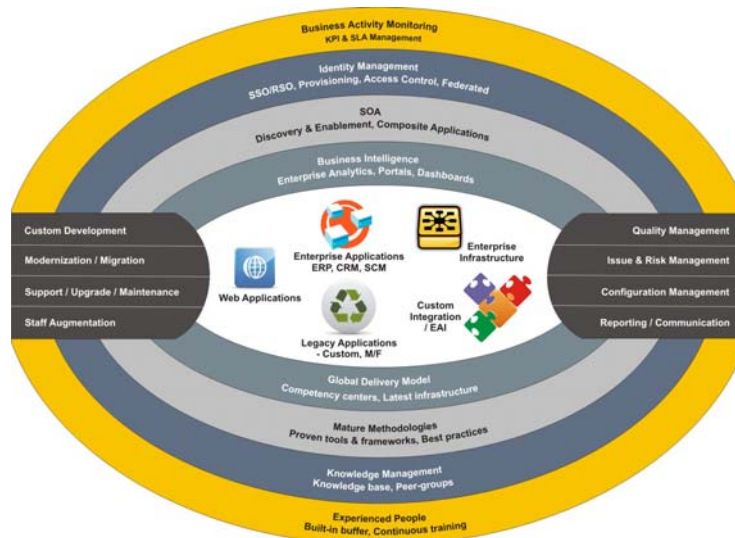 Business Activity Monitoring
KPI & SLA Management
Identity Management
SSO/RSO, Provisioning, Access Control, Federated
SOA
Discovery & Enablement, Composite Applications
Business Intelligence
Enterprise Analytics, Portals, Dashboards
Custom Development
Modernization / Migration
Support / Upgrade / Maintenance
Staff Augmentation
Enterprise Applications
ERP, CRM, SCM
Enterprise
Infrastructure
Web Applications
Custom
Integration
/ EAI
Legacy Applications
- Custom, M/F
Quality Management
Issue & Risk Management
Configuration Management
Reporting / Communication
Global Delivery Model
Competency centers, Latest infrastructure
Mature Methodologies
Proven tools & frameworks, Best practices
Knowledge Management
Knowledge base, Peer-groups
Experienced People
Built-in buffer, Continuous training